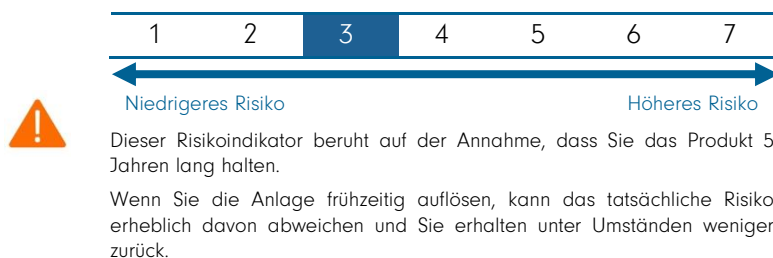 1 2 3 4 5 6 7
Niedrigeres Risiko Höheres Risiko
Dieser Risikoindikator beruht auf der Annahme, dass Sie das Produkt 5
Jahren lang halten.
Wenn Sie die Anlage frühzeitig auflösen, kann das tatsächliche Risiko
erheblich davon abweichen und Sie erhalten unter Umständen weniger
zurück.